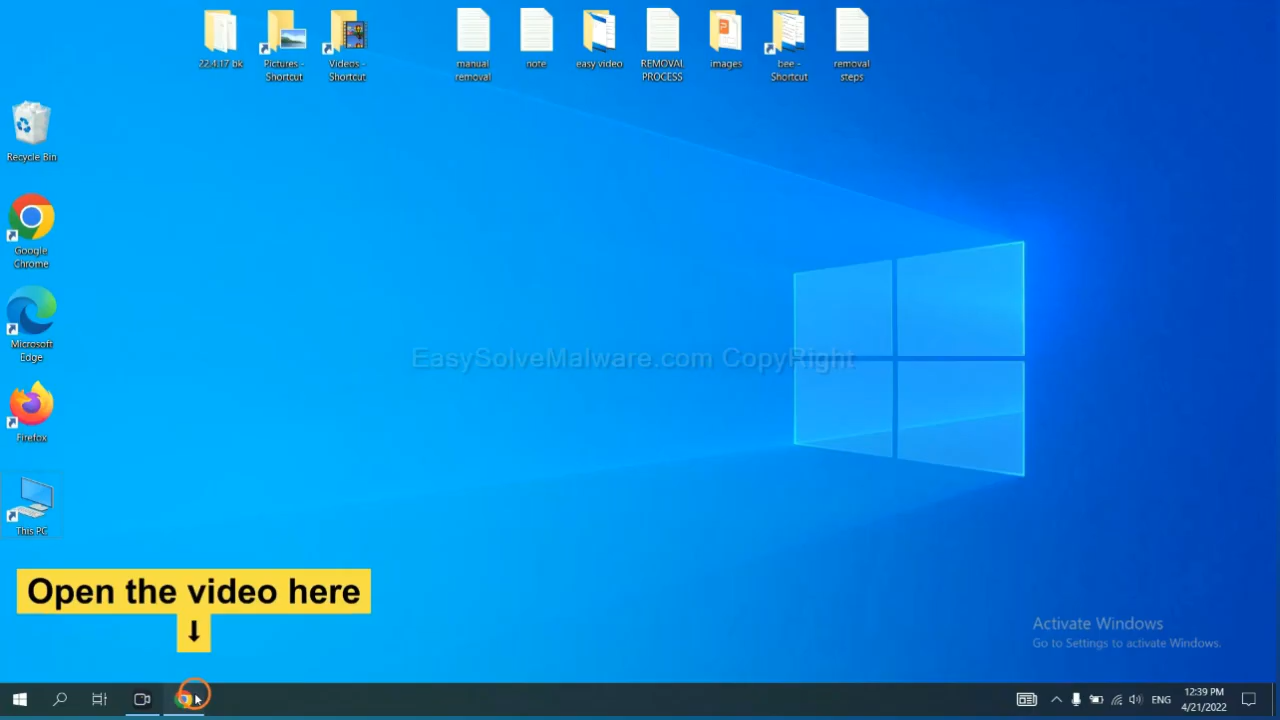 22.4.17 bk
Pictures -
Shortcut
Videos -
Shortcut
manual
removal
note
easy video
REMOVAL
PROCESS
images
bee -
Shortcut
removal
steps
Recycle Bin
Google
Chrome
Microsoft
Edge
Firefox
This PC
EasySolveMalware.com CopyRight
Open the video here
↓
Activate Windows
Go to Settings to activate Windows.
ENG
12:39 PM
4/21/2022